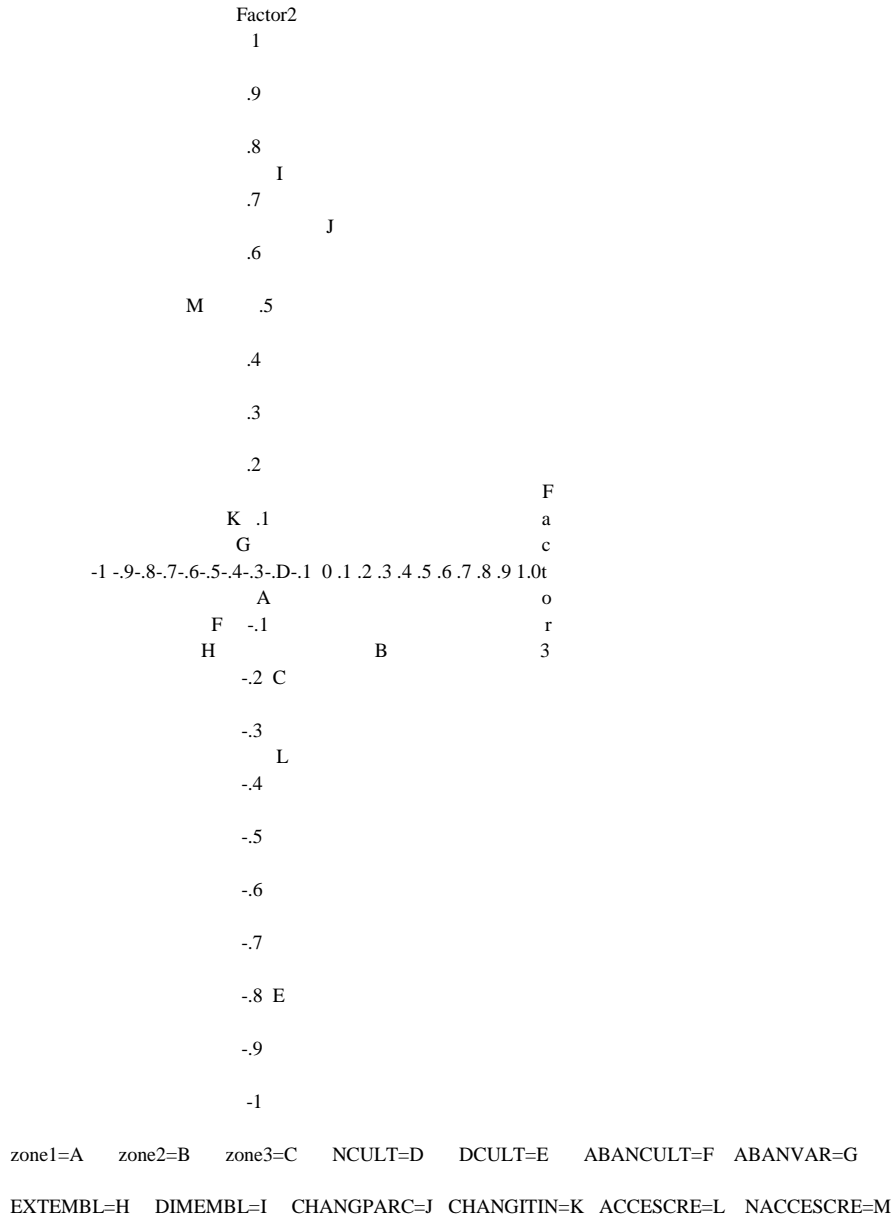 Factor2
1
.9
.8
I
.7
J
.6
M .5
.4
.3
.2
F
K .1 a
G c
-1 -.9-.8-.7-.6-.5-.4-.3-.D-.1 0 .1 .2 .3 .4 .5 .6 .7 .8 .9 1.0t
A o
F -.1 r
H B 3
-.2 C
-.3
L
-.4
-.5
-.6
-.7
-.8 E
-.9
-1
zone1=A zone2=B zone3=C NCULT=D DCULT=E ABANCULT=F ABANVAR=G
EXTEMBL=H DIMEMBL=I CHANGPARC=J CHANGITIN=K ACCESCRE=L NACCESCRE=M